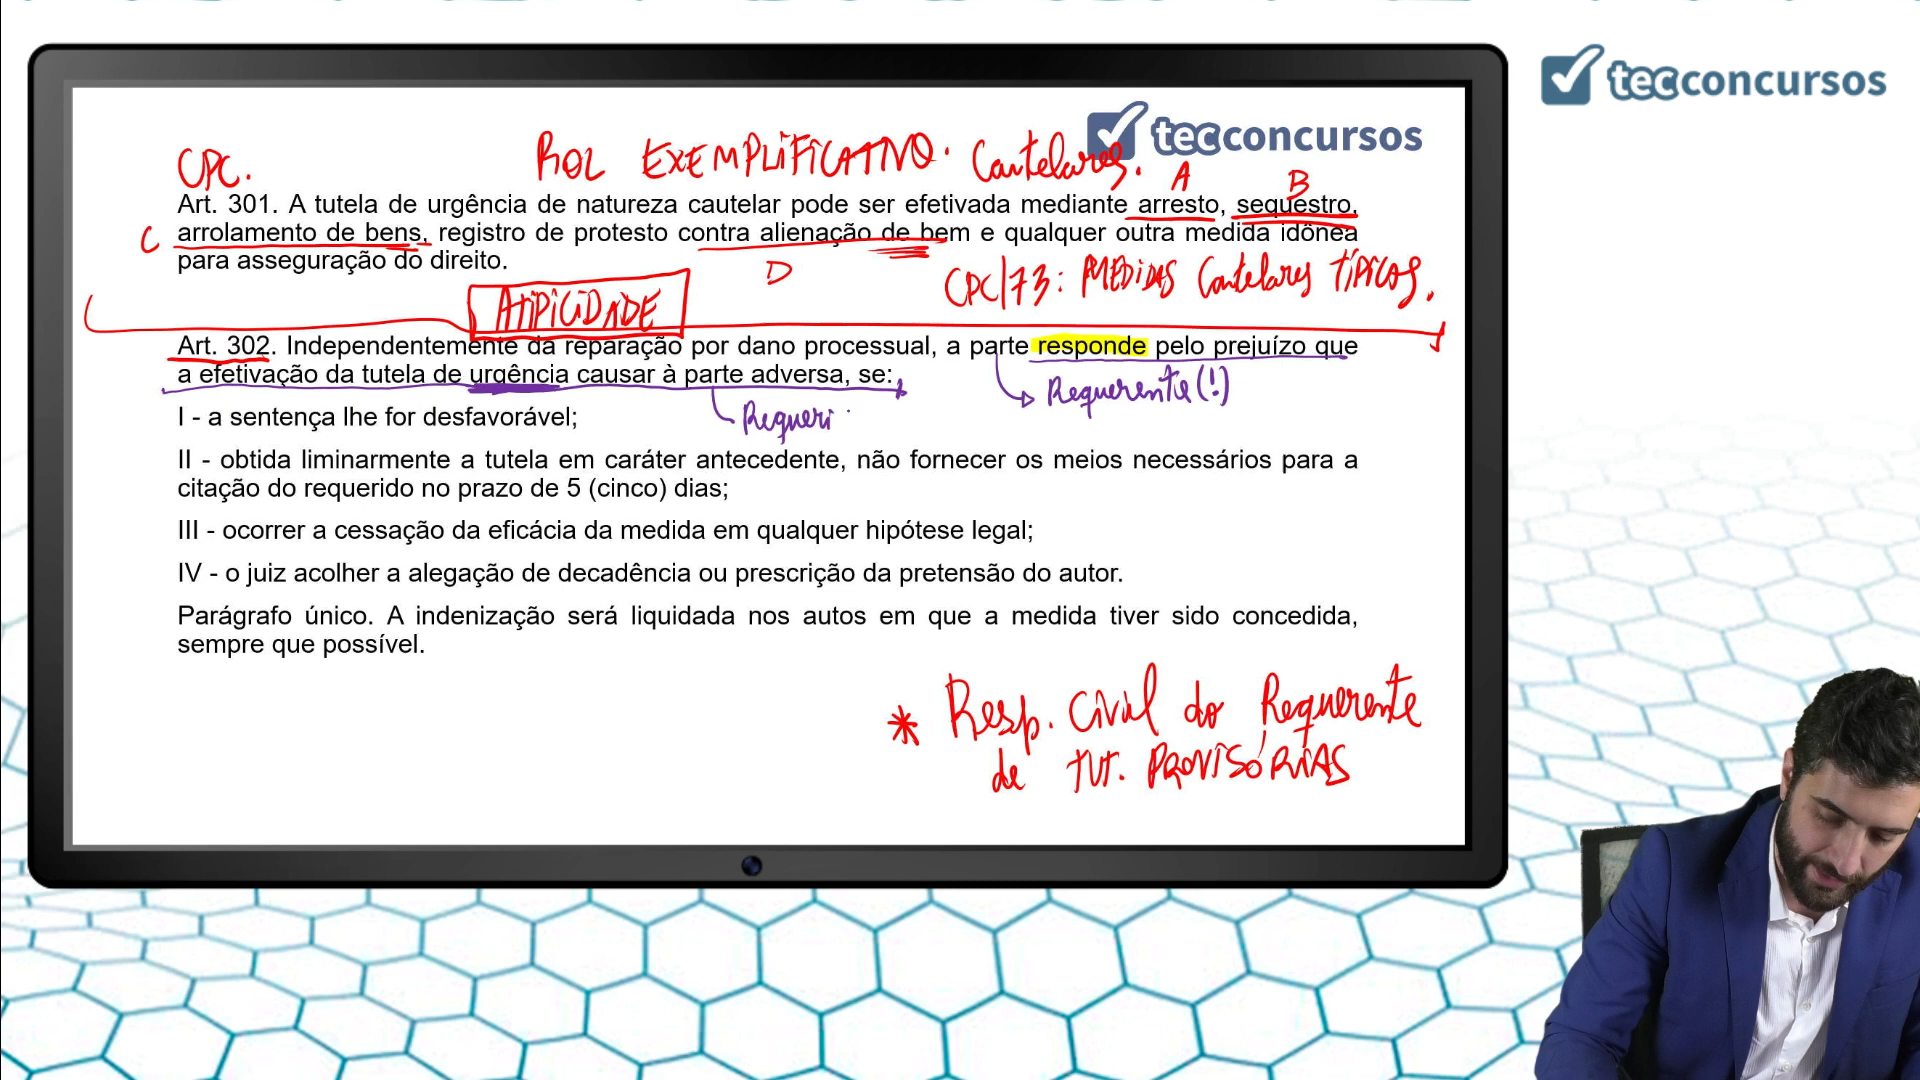 tecconcursos
tecconcursos
CPC. ROL EXEMPLIFICATIVO. Cautelares.
A B
Art. 301. A tutela de urgência de natureza cautelar pode ser efetivada mediante arresto, sequestro,
C arrolamento de bens, registro de protesto contra alienação de bem e qualquer outra medida idônea
para asseguração do direito.
D
CPC/73: MEDIDAS Cautelares TÍPICAS.
ATIPICIDADE
Art. 302. Independentemente da reparação por dano processual, a parte responde pelo prejuízo que
a efetivação da tutela de urgência causar à parte adversa, se:
Requerente (!)
Requeri
I - a sentença lhe for desfavorável;
II - obtida liminarmente a tutela em caráter antecedente, não fornecer os meios necessários para a
citação do requerido no prazo de 5 (cinco) dias;
III - ocorrer a cessação da eficácia da medida em qualquer hipótese legal;
IV - o juiz acolher a alegação de decadência ou prescrição da pretensão do autor.
Parágrafo único. A indenização será liquidada nos autos em que a medida tiver sido concedida,
sempre que possível.
* Resp. Civil do Requerente
de TUT. PROVISÓRIAS